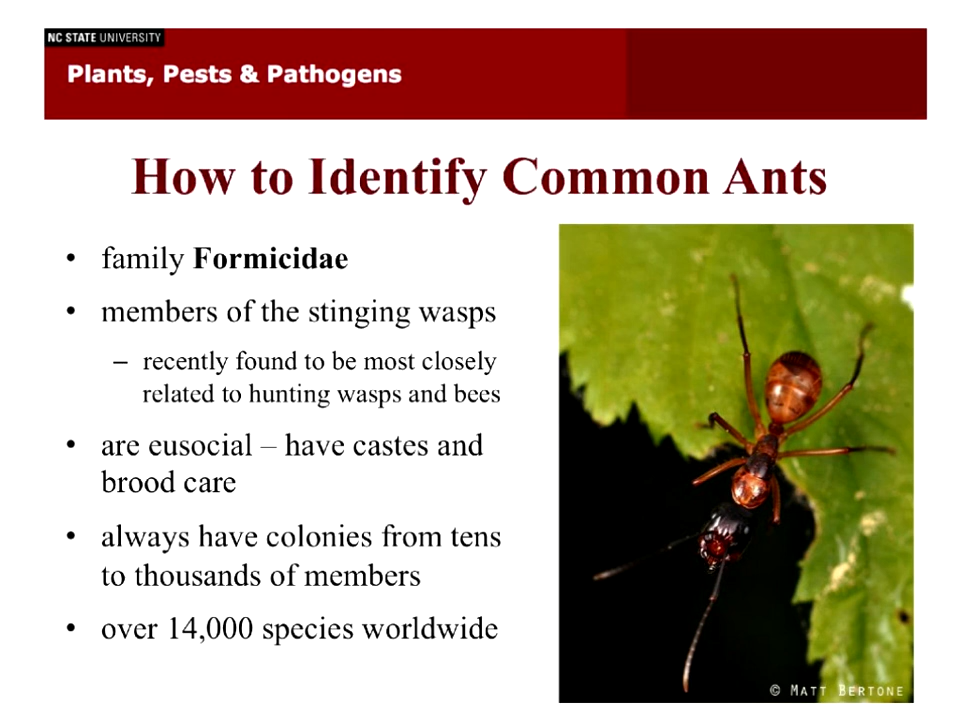 NC STATE UNIVERSITY
Plants, Pests & Pathogens
How to Identify Common Ants
• family Formicidae
• members of the stinging wasps
– recently found to be most closely
related to hunting wasps and bees
• are eusocial – have castes and
brood care
• always have colonies from tens
to thousands of members
• over 14,000 species worldwide
© MATT BERTONE